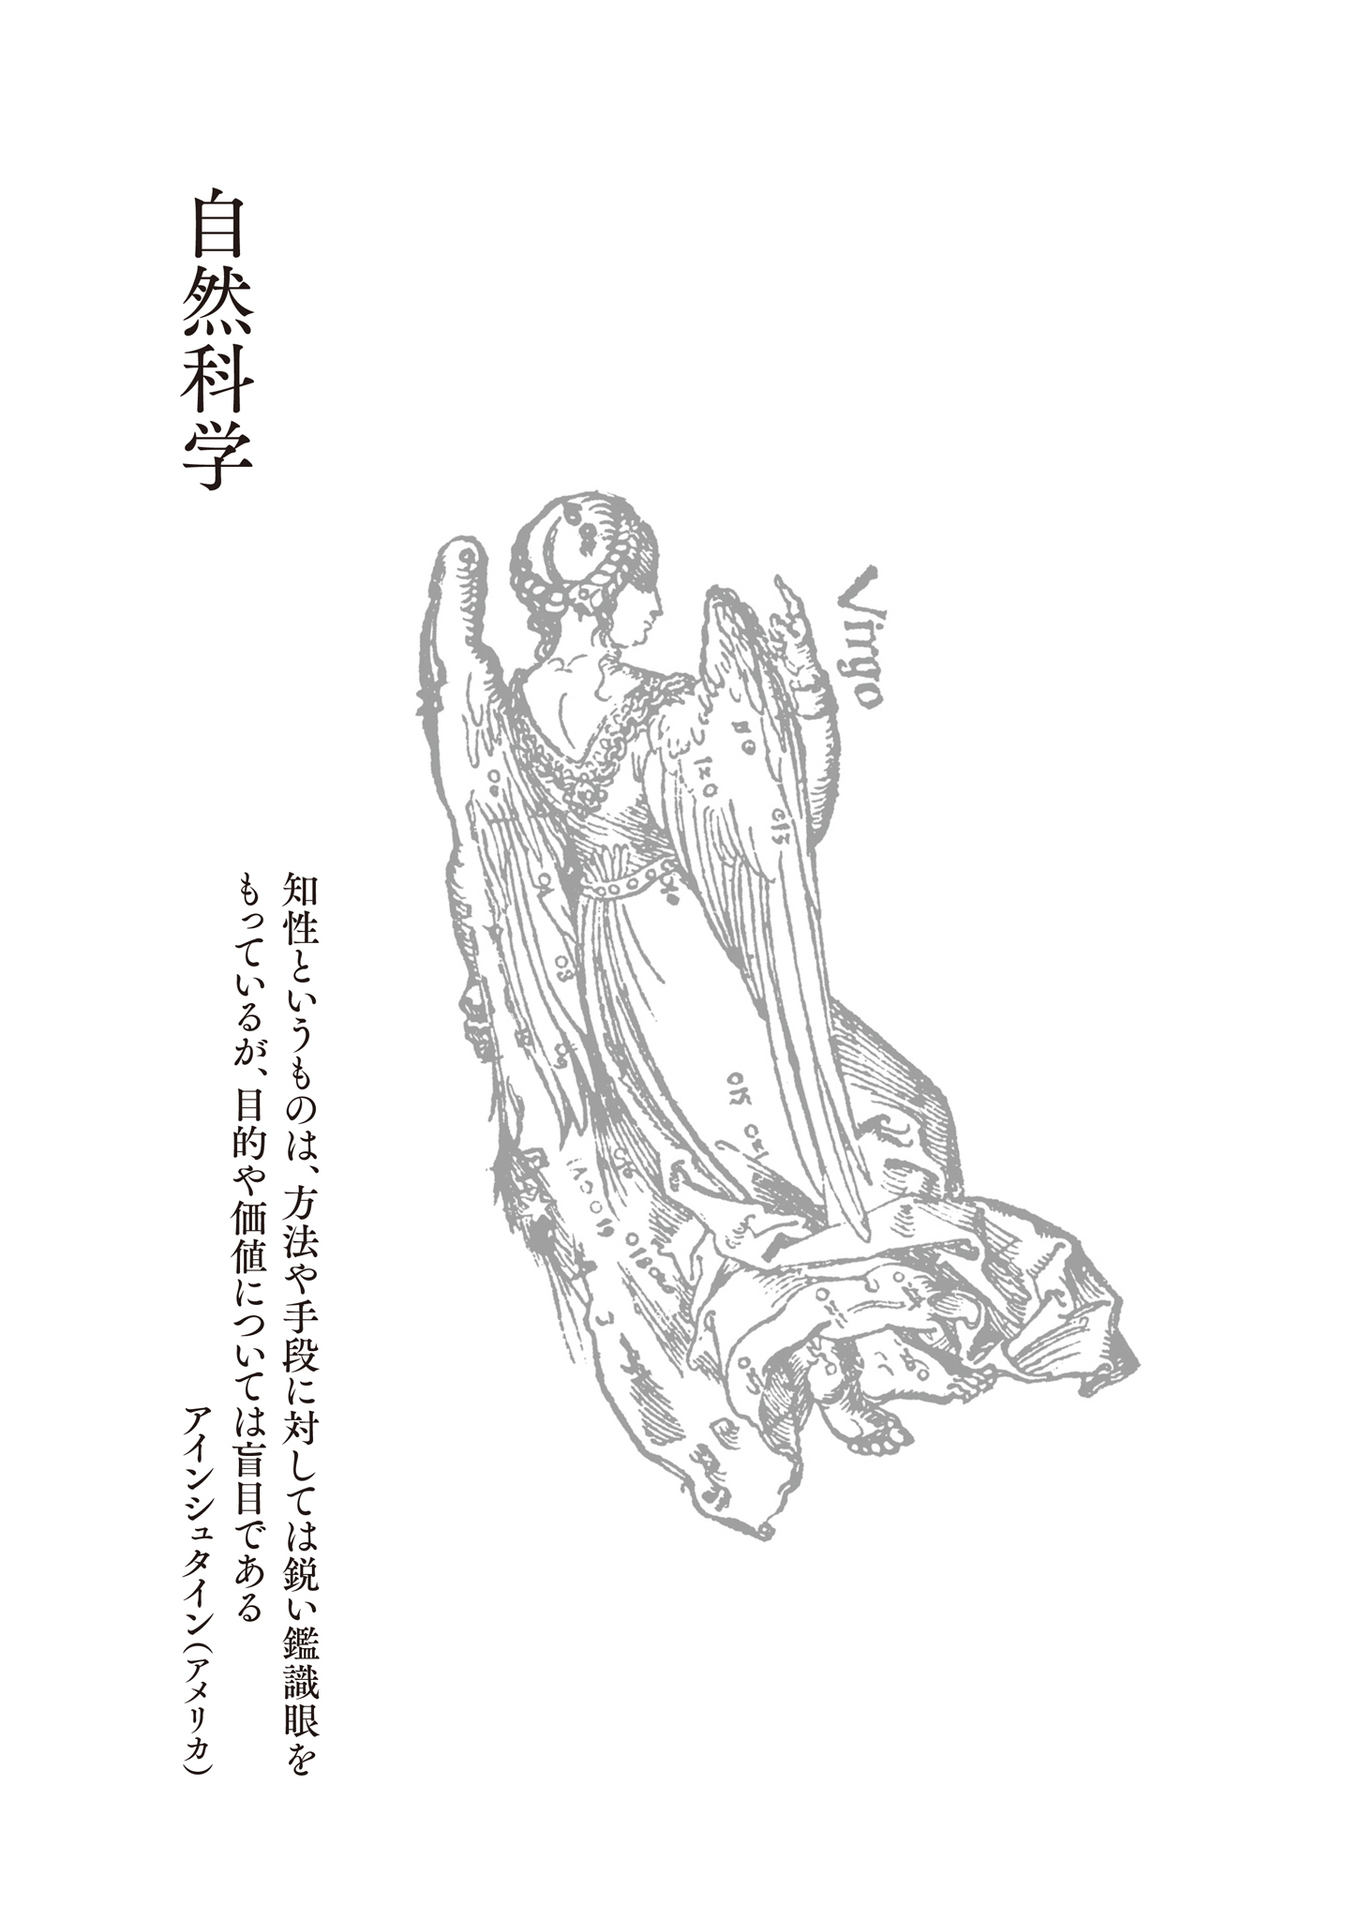 自然科学
知性というものは、方法や手段に対しては鋭い鑑識眼を
もっているが、目的や価値については盲目である
アインシュタイン(アメリカ)
Virgo